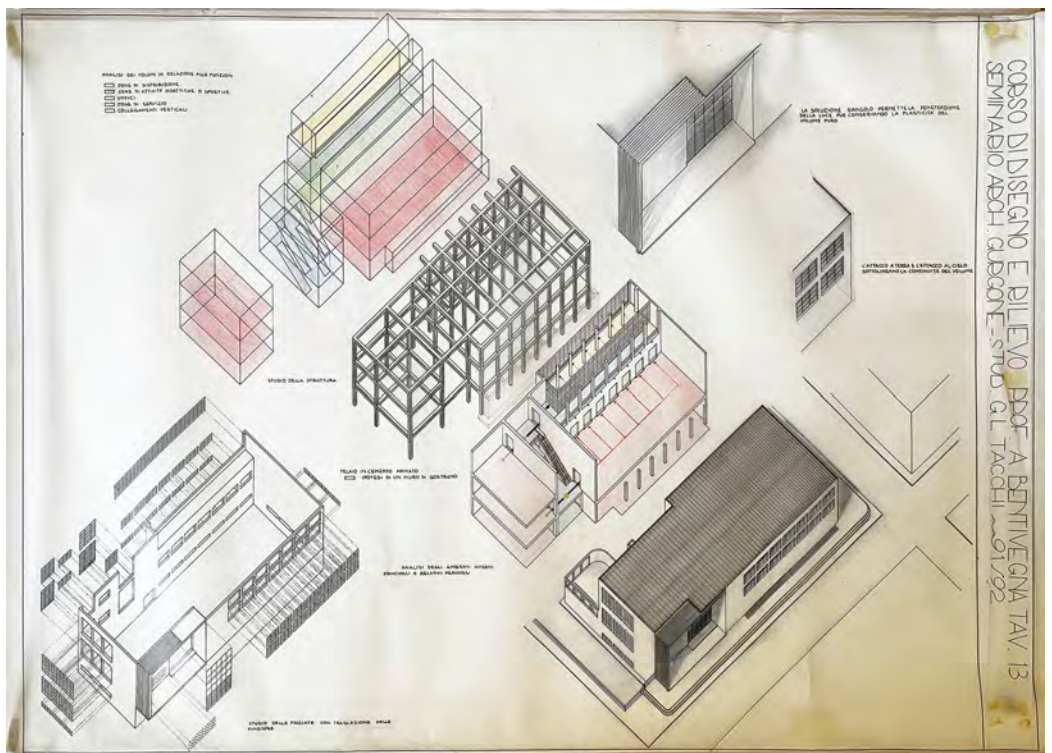 ANALISI DEI VOLUMI IN RELAZIONE ALLE FUNZIONI
ZONE DI DISTRIBUZIONE
ZONE DI ATTIVITÀ DIDATTICHE O SPORTIVE
UFFICI
ZONE DI SERVIZIO
COLLEGAMENTI VERTICALI
LA SOLUZIONE D'ANGOLO PERMETTE LA PENETRAZIONE
DELLA LUCE PUR CONSERVANDO LA PLASTICITÀ DEL
VOLUME PURO
L'ATTACCO A TERRA E L'ATTACCO AL CIELO
SOTTOLINEANO LA CONTINUITÀ DEL VOLUME
STUDIO DELLA STRUTTURA
TELAIO IN CEMENTO ARMATO
IPOTESI DI UN MURO DI SOSTEGNO
ANALISI DEGLI AMBIENTI INTERNI
PRINCIPALI E RELATIVI PERCORSI
STUDIO DELLA FACCIATE CON TRASLAZIONE DELLE
FINESTRE
CORSO DI DISEGNO E RILIEVO PROF. A. BENTIVEGNA TAV. 13
SEMINARIO ARCH. GURGONE_STUD. G.L. TACCHI 91/92